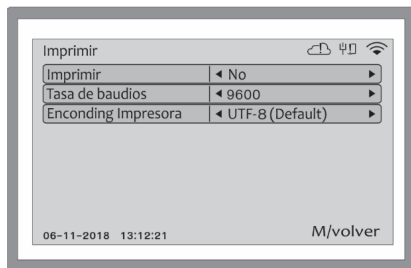 Imprimir
Imprimir No
Tasa de baudios 9600
Enconding Impresora UTF-8 (Default)
06-11-2018 13:12:21 M/volver